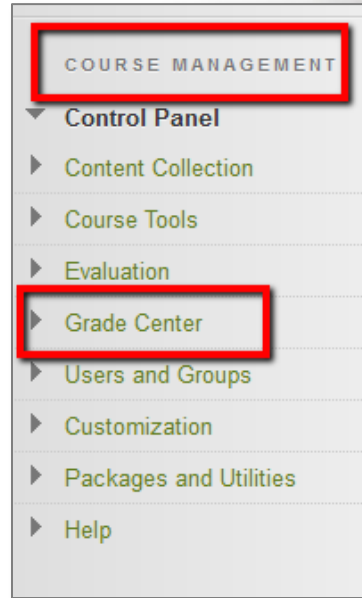 COURSE MANAGEMENT
Control Panel
Content Collection
Course Tools
Evaluation
Grade Center
Users and Groups
Customization
Packages and Utilities
Help